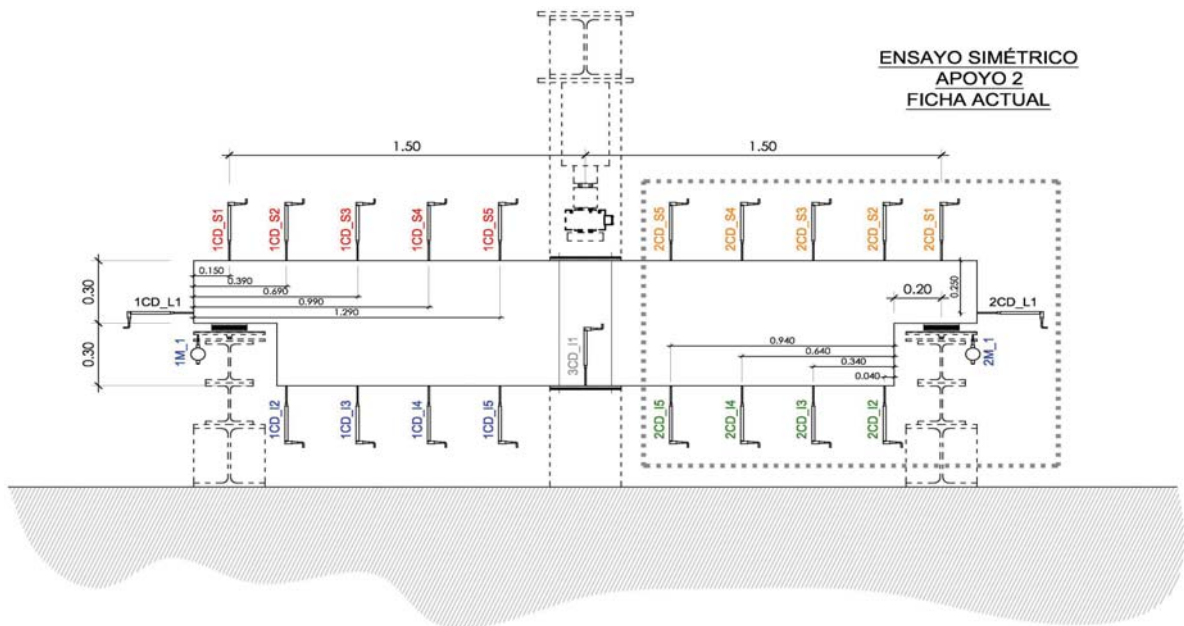 ENSAYO SIMÉTRICO
APOYO 2
FICHA ACTUAL
1.50
1.50
1CD_S1
1CD_S2
1CD_S3
1CD_S4
1CD_S5
2CD_S5
2CD_S4
2CD_S3
2CD_S2
2CD_S1
0.30
0.150
0.390
0.690
0.990
1.290
0.20
0.250
1CD_L1
2CD_L1
0.30
1M_1
3CD_I1
0.940
0.640
0.340
0.040
2M_1
1CD_I2
1CD_I3
1CD_I4
1CD_I5
2CD_I5
2CD_I4
2CD_I3
2CD_I2